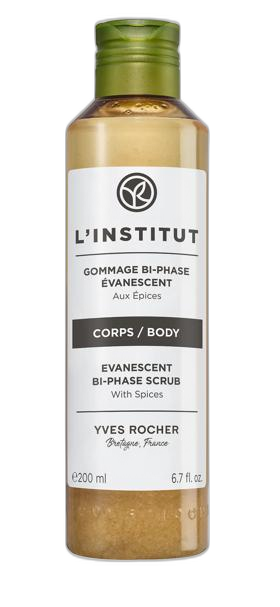 L'INSTITUT
GOMMAGE BI-PHASE
ÉVANESCENT
Aux Épices
CORPS / BODY
EVANESCENT
BI-PHASE SCRUB
With Spices
YVES ROCHER
Bretagne, France
℮200 ml 6.7 fl. oz.